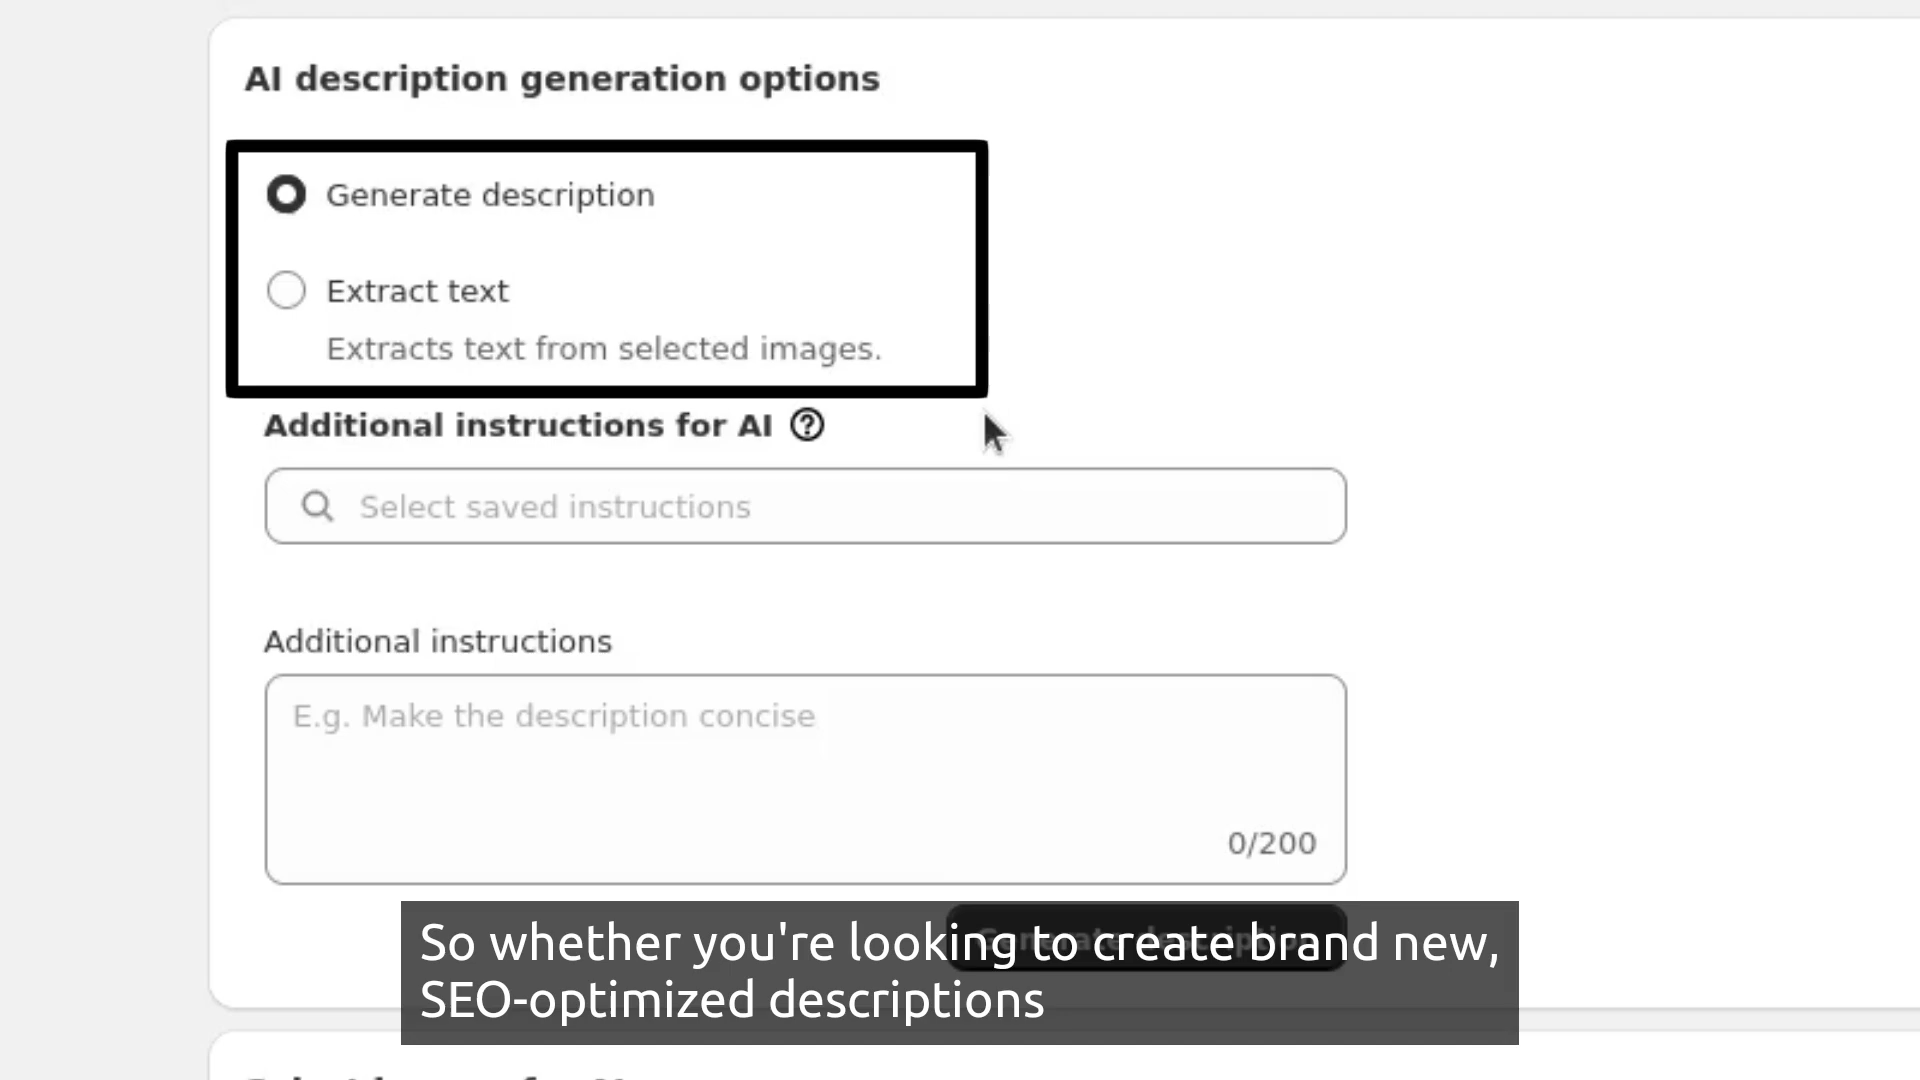 AI description generation options
Generate description
Extract text
Extracts text from selected images.
Additional instructions for AI
Select saved instructions
Additional instructions
E.g. Make the description concise
0/200
So whether you're looking to create brand new,
SEO-optimized descriptions